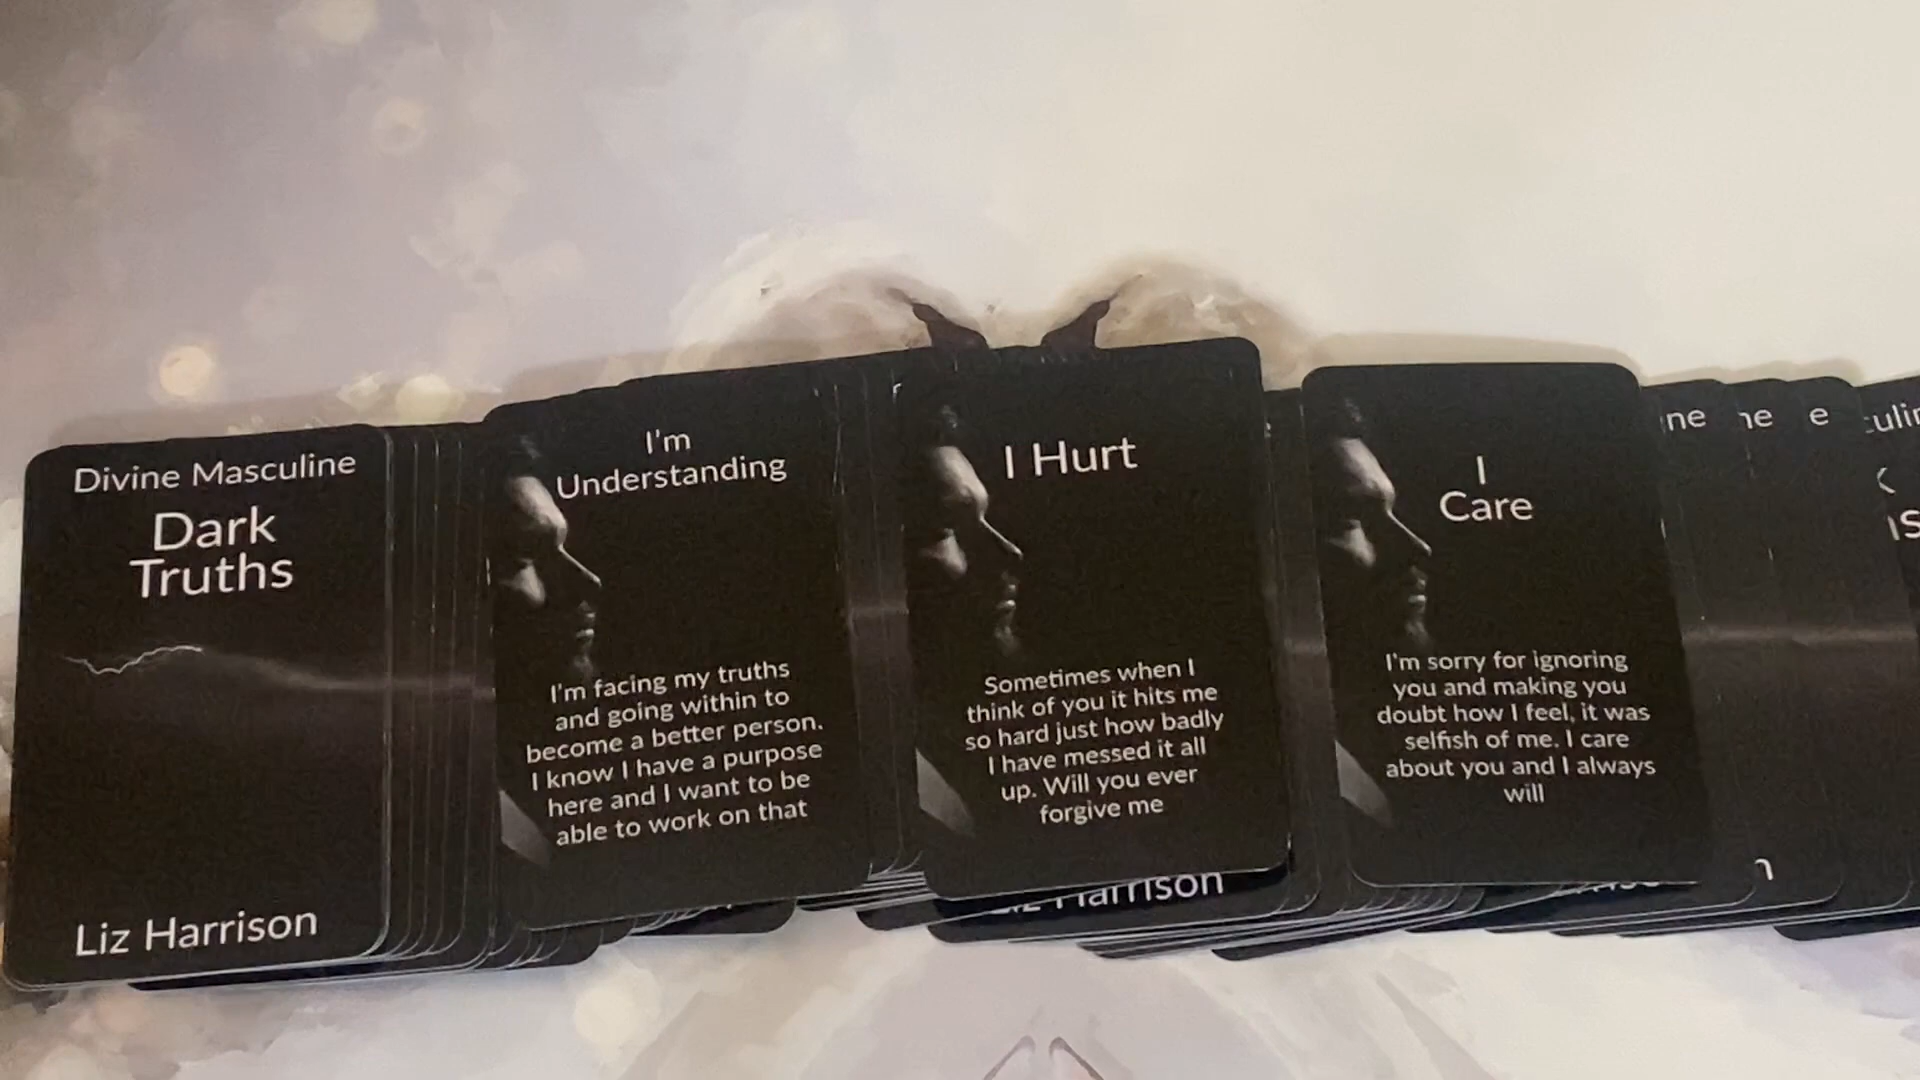 Divine Masculine
Dark
Truths
Liz Harrison
I'm
Understanding
I'm facing my truths
and going within to
become a better person.
I know I have a purpose
here and I want to be
able to work on that
I Hurt
Sometimes when I
think of you it hits me
so hard just how badly
I have messed it all
up. Will you ever
forgive me
Harrison
I
Care
I'm sorry for ignoring
you and making you
doubt how I feel, it was
selfish of me. I care
about you and I always
will
ne
ne
e